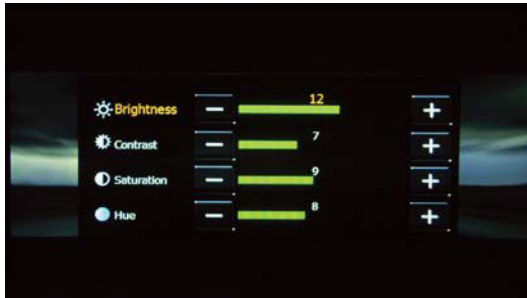 Brightness − 12 +
Contrast − 7 +
Saturation − 9 +
Hue − 8 +